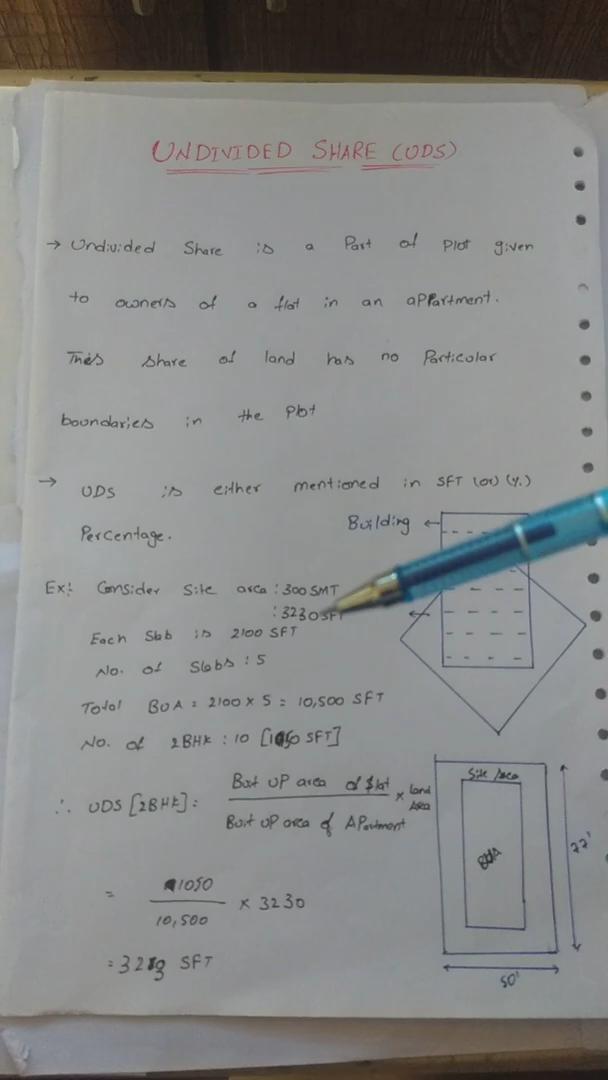 UNDIVIDED SHARE (UDS)
→ Undivided Share is a Part of Plot given
to owners of a flat in an apPartment.
This share of land has no Particular
boundaries in the Plot
→ UDS is either mentioned in SFT (or) (%)
Percentage.
Building ←
Ex: Consider Site area : 300 SMT
: 3230 SFT
Each Slab is 2100 SFT
No. of Slabs : 5
Total BUA = 2100 x 5 = 10,500 SFT
No. of 2BHK : 10 [1050 SFT]
∴ UDS [2BHK] =
Buit UP area of flat
x land Area
Buit UP area of APartment
= 1050
10,500
x 3230
= 323 SFT
Site Area
BUA
50'